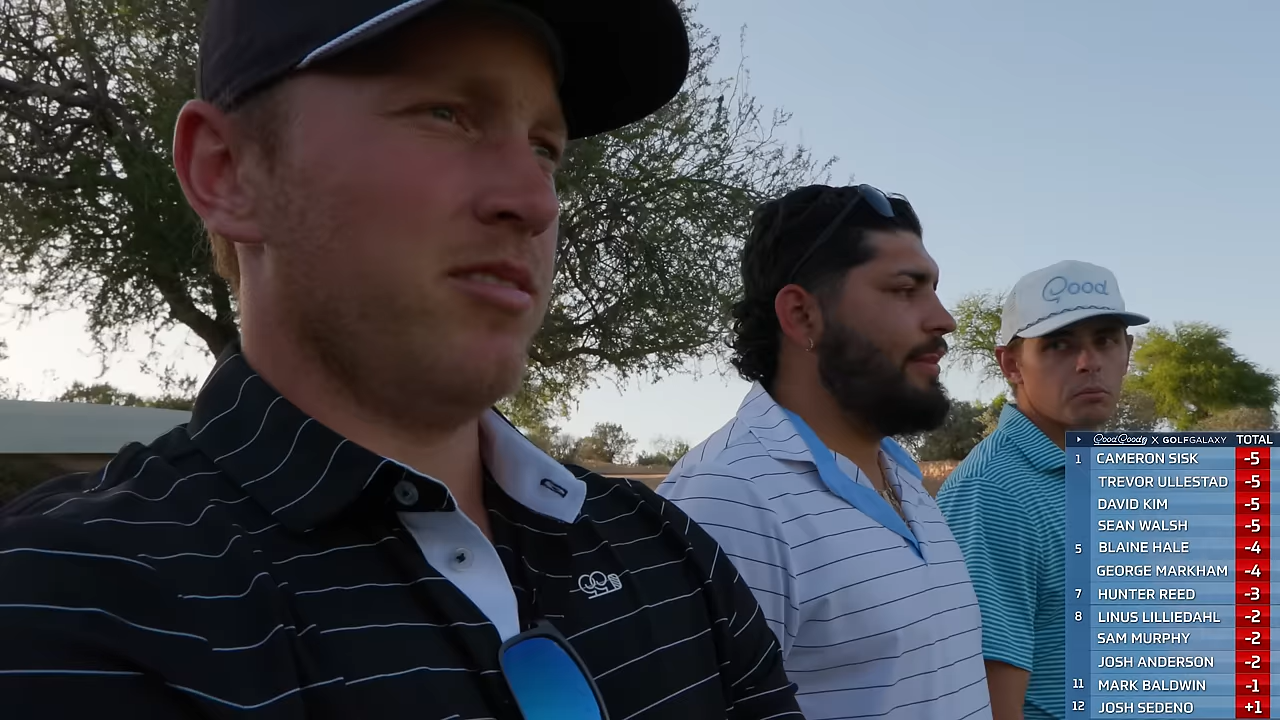 Good
GoodGood X GOLFGALAXY TOTAL
1 CAMERON SISK -5
TREVOR ULLESTAD -5
DAVID KIM -5
SEAN WALSH -5
5 BLAINE HALE -4
GEORGE MARKHAM -4
7 HUNTER REED -3
8 LINUS LILLIEDAHL -2
SAM MURPHY -2
JOSH ANDERSON -2
11 MARK BALDWIN -1
12 JOSH SEDENO +1